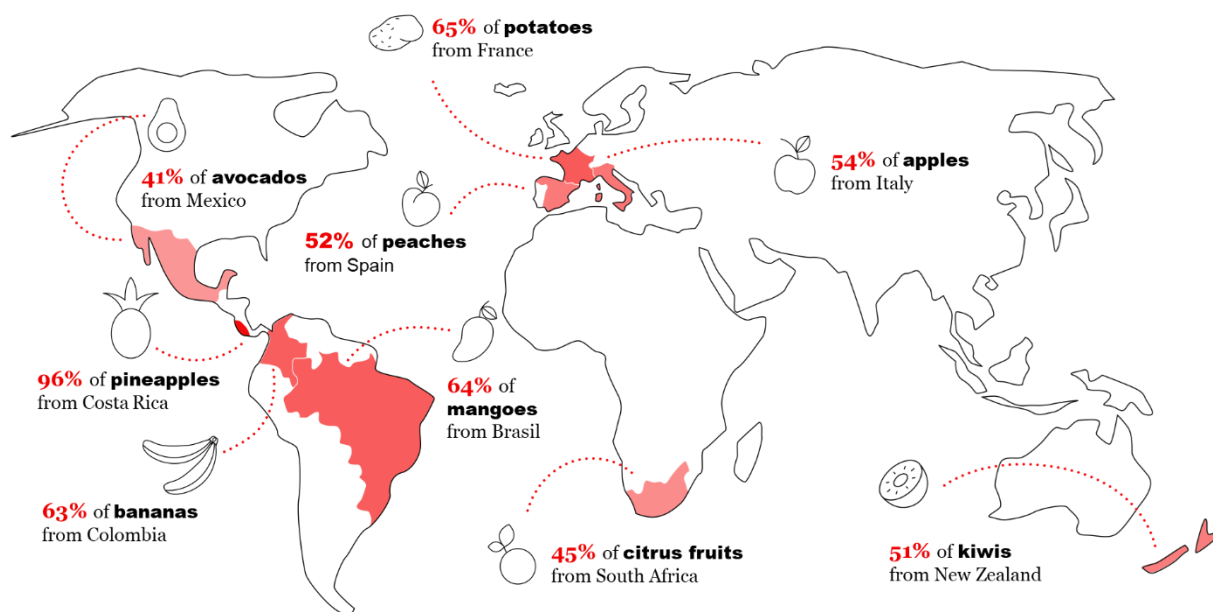 65% of potatoes
from France
41% of avocados
from Mexico
54% of apples
from Italy
52% of peaches
from Spain
96% of pineapples
from Costa Rica
64% of
mangoes
from Brasil
63% of bananas
from Colombia
45% of citrus fruits
from South Africa
51% of kiwis
from New Zealand